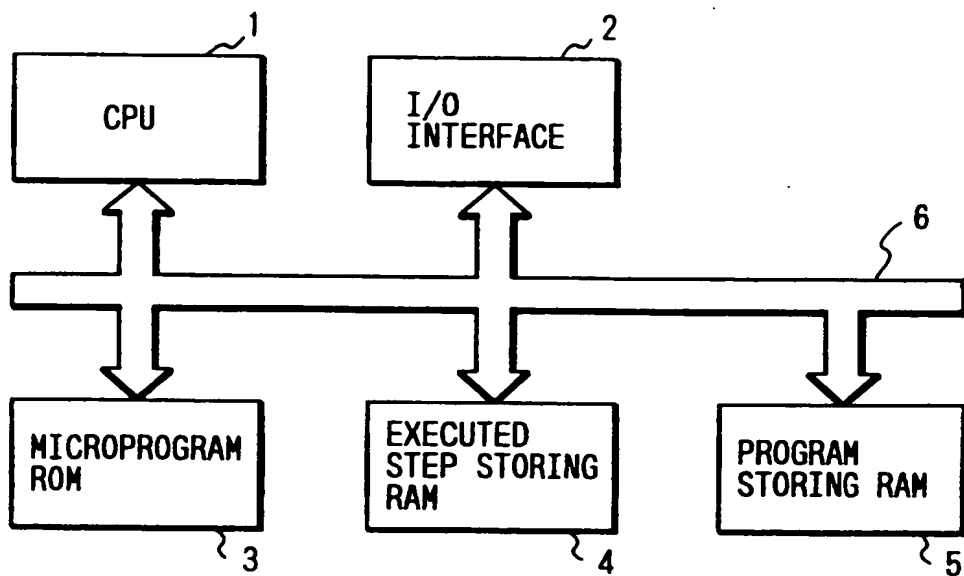 1
2
CPU
I/O
INTERFACE
6
MICROPROGRAM
ROM
EXECUTED
STEP STORING
RAM
PROGRAM
STORING RAM
3
4
5